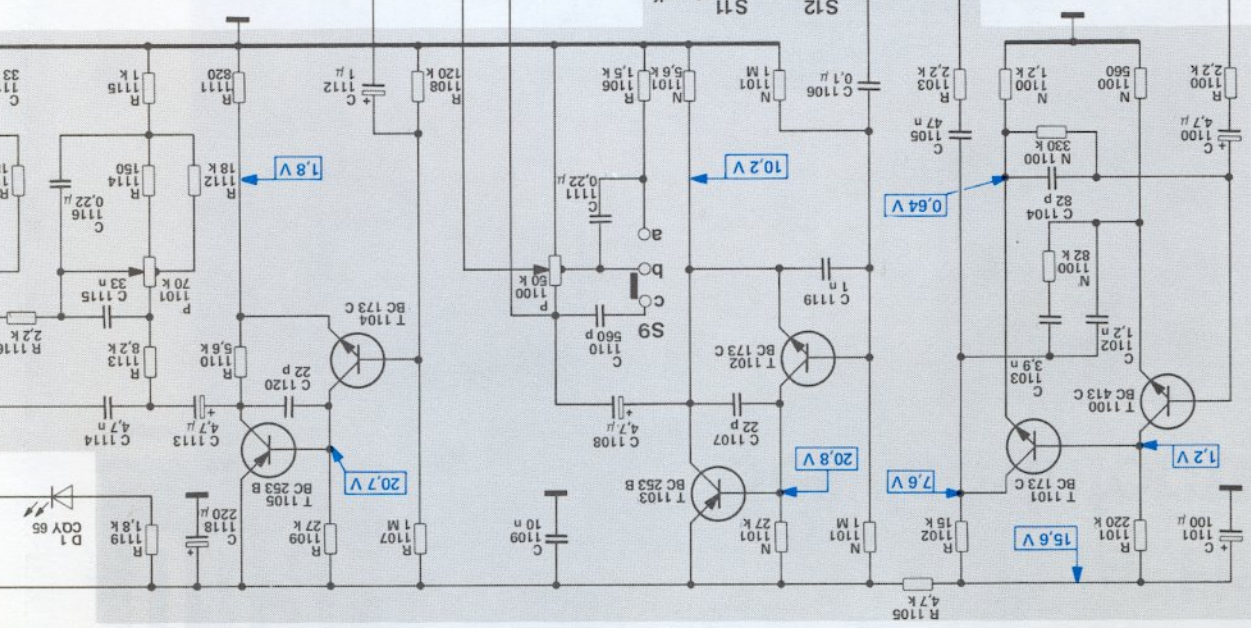 R 1105
4,7 k
C
1101
100 µ
R
1101
220 k
15,6 V
R
1102
15 k
N
1101
1 M
N
1101
27 k
C
1109
10 n
R
1107
1 M
R
1109
27 k
C
1118
220 µ
R
1119
1,8 k
D 1
CQY 65
1,2 V
T 1101
BC 173 C
7,6 V
20,8 V
T 1103
BC 253 B
20,7 V
T 1105
BC 253 B
T 1100
BC 413 C
C 1107
22 p
C 1108
4,7 µ
C 1120
22 p
C 1113
4,7 µ
C 1114
4,7 n
C
1103
3,9 n
C
1102
1,2 n
T 1102
BC 173 C
C
1110
560 p
S9
T 1104
BC 173 C
R
1110
5,6 k
R
1113
8,2 k
R 1116
2,2 k
N
1100
82 k
C 1119
1 n
c
b
a
P
1100
50 k
P
1101
70 k
C 1115
33 n
C 1104
82 p
0,64 V
N 1100
330 k
10,2 V
C
1111
0,22 µ
1,8 V
R
1112
18 k
R
1114
150
C
1116
0,22 µ
C
1100
4,7 µ
R
1100
2,2 k
N
1100
560
N
1100
1,2 k
C
1105
47 n
R
1103
2,2 k
C 1106
0,1 µ
N
1101
1 M
N
1101
5,6 k
R
1106
1,5 k
R
1108
120 k
C
1112
1 µ
R
1111
820
R
1115
1 k
C
33
S12
S11